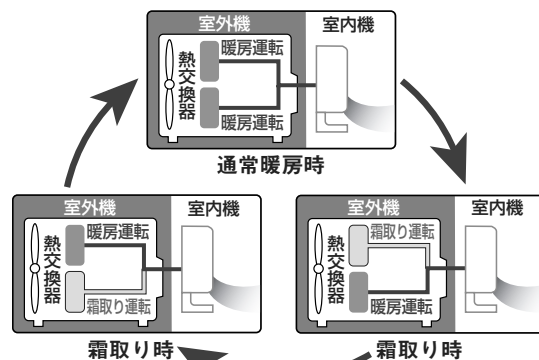 室外機
室内機
熱交換器
暖房運転
暖房運転
通常暖房時
室外機
室内機
熱交換器
暖房運転
霜取り運転
霜取り時
室外機
室内機
熱交換器
霜取り運転
暖房運転
霜取り時